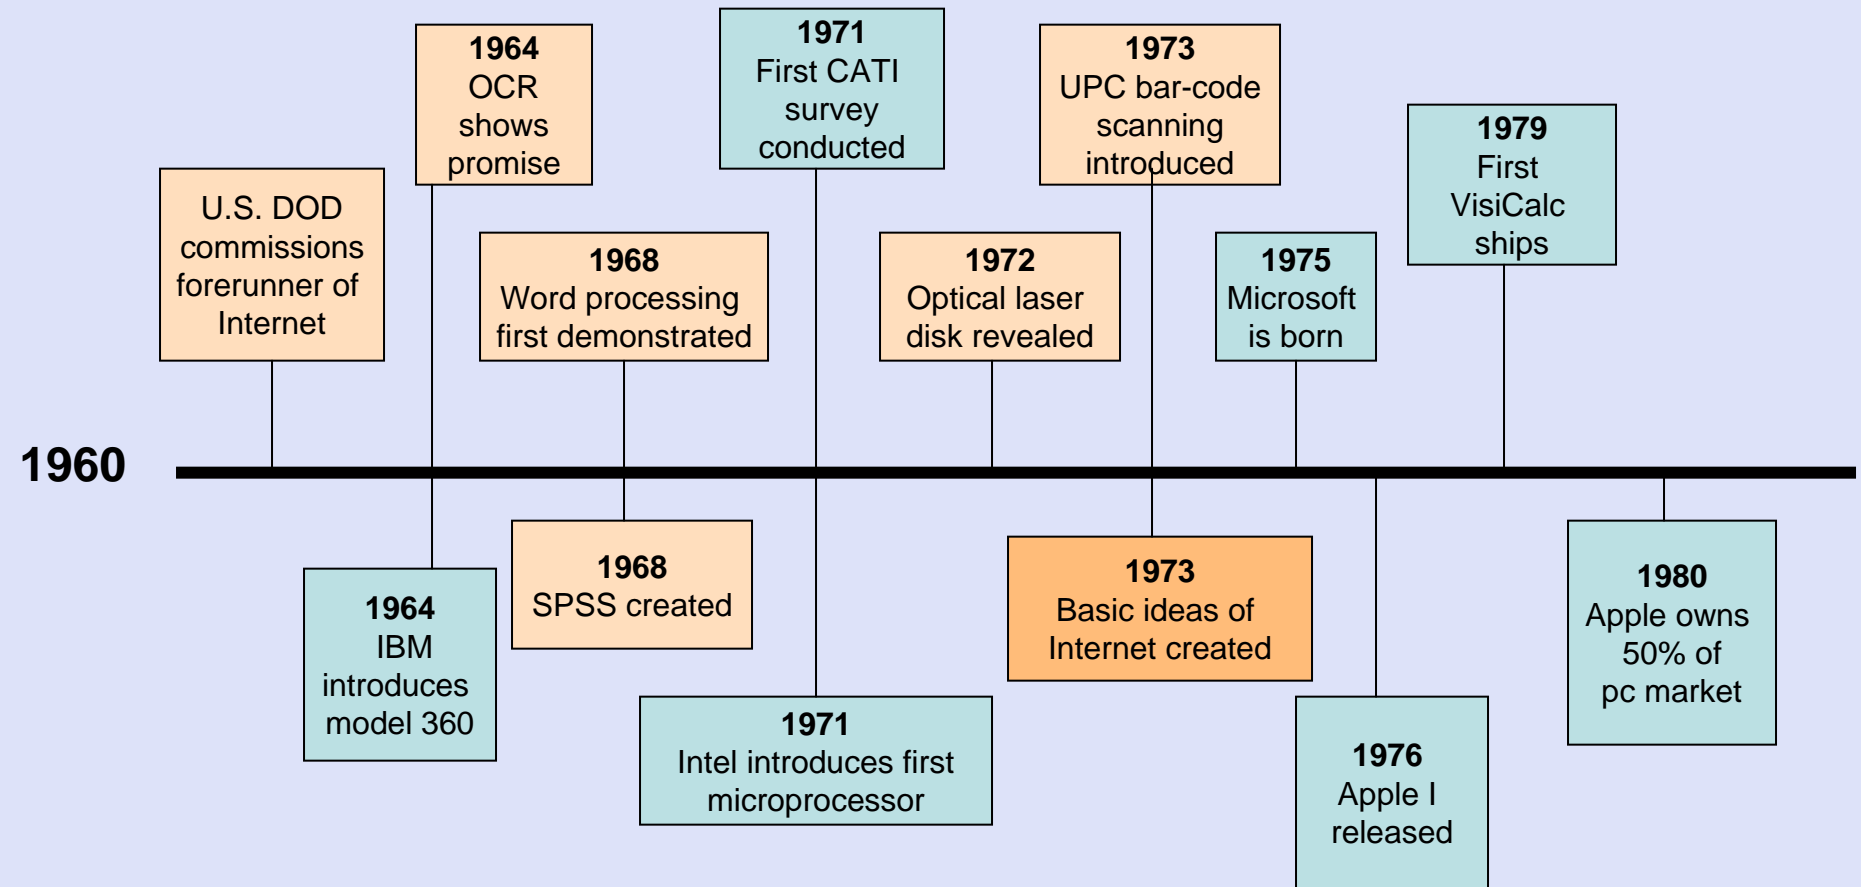 1964
OCR
shows
promise
1971
First CATI
survey
conducted
1973
UPC bar-code
scanning
introduced
1979
First
VisiCalc
ships
U.S. DOD
commissions
forerunner of
Internet
1968
Word processing
first demonstrated
1972
Optical laser
disk revealed
1975
Microsoft
is born
1960
1964
IBM
introduces
model 360
1968
SPSS created
1971
Intel introduces first
microprocessor
1973
Basic ideas of
Internet created
1976
Apple I
released
1980
Apple owns
50% of
pc market